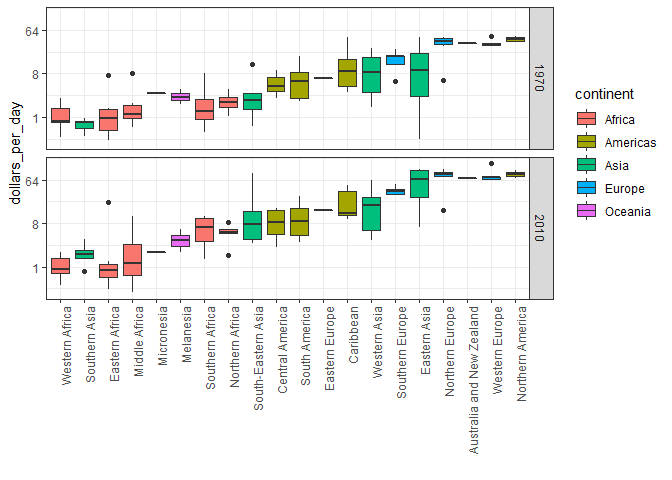 dollars_per_day
64
8
1
1970
64
8
1
2010
Western Africa
Southern Asia
Eastern Africa
Middle Africa
Micronesia
Melanesia
Southern Africa
Northern Africa
South-Eastern Asia
Central America
South America
Eastern Europe
Caribbean
Western Asia
Southern Europe
Eastern Asia
Northern Europe
Australia and New Zealand
Western Europe
Northern America
continent
Africa
Americas
Asia
Europe
Oceania